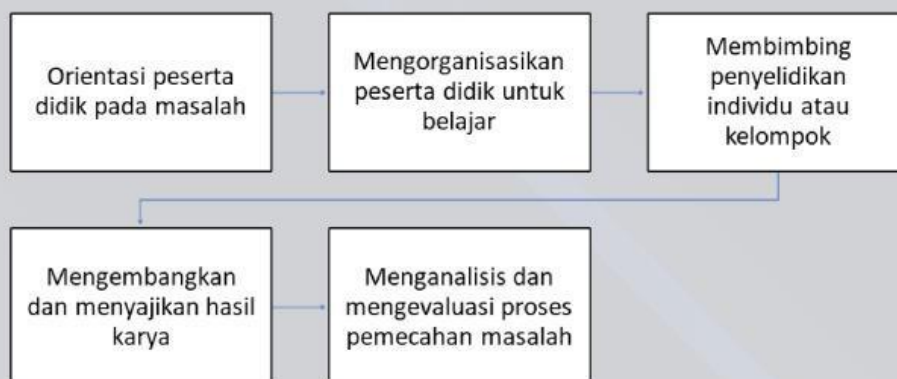 Orientasi peserta
didik pada masalah
Mengorganisasikan
peserta didik untuk
belajar
Membimbing
penyelidikan
individu atau
kelompok
Mengembangkan
dan menyajikan hasil
karya
Menganalisis dan
mengevaluasi proses
pemecahan masalah